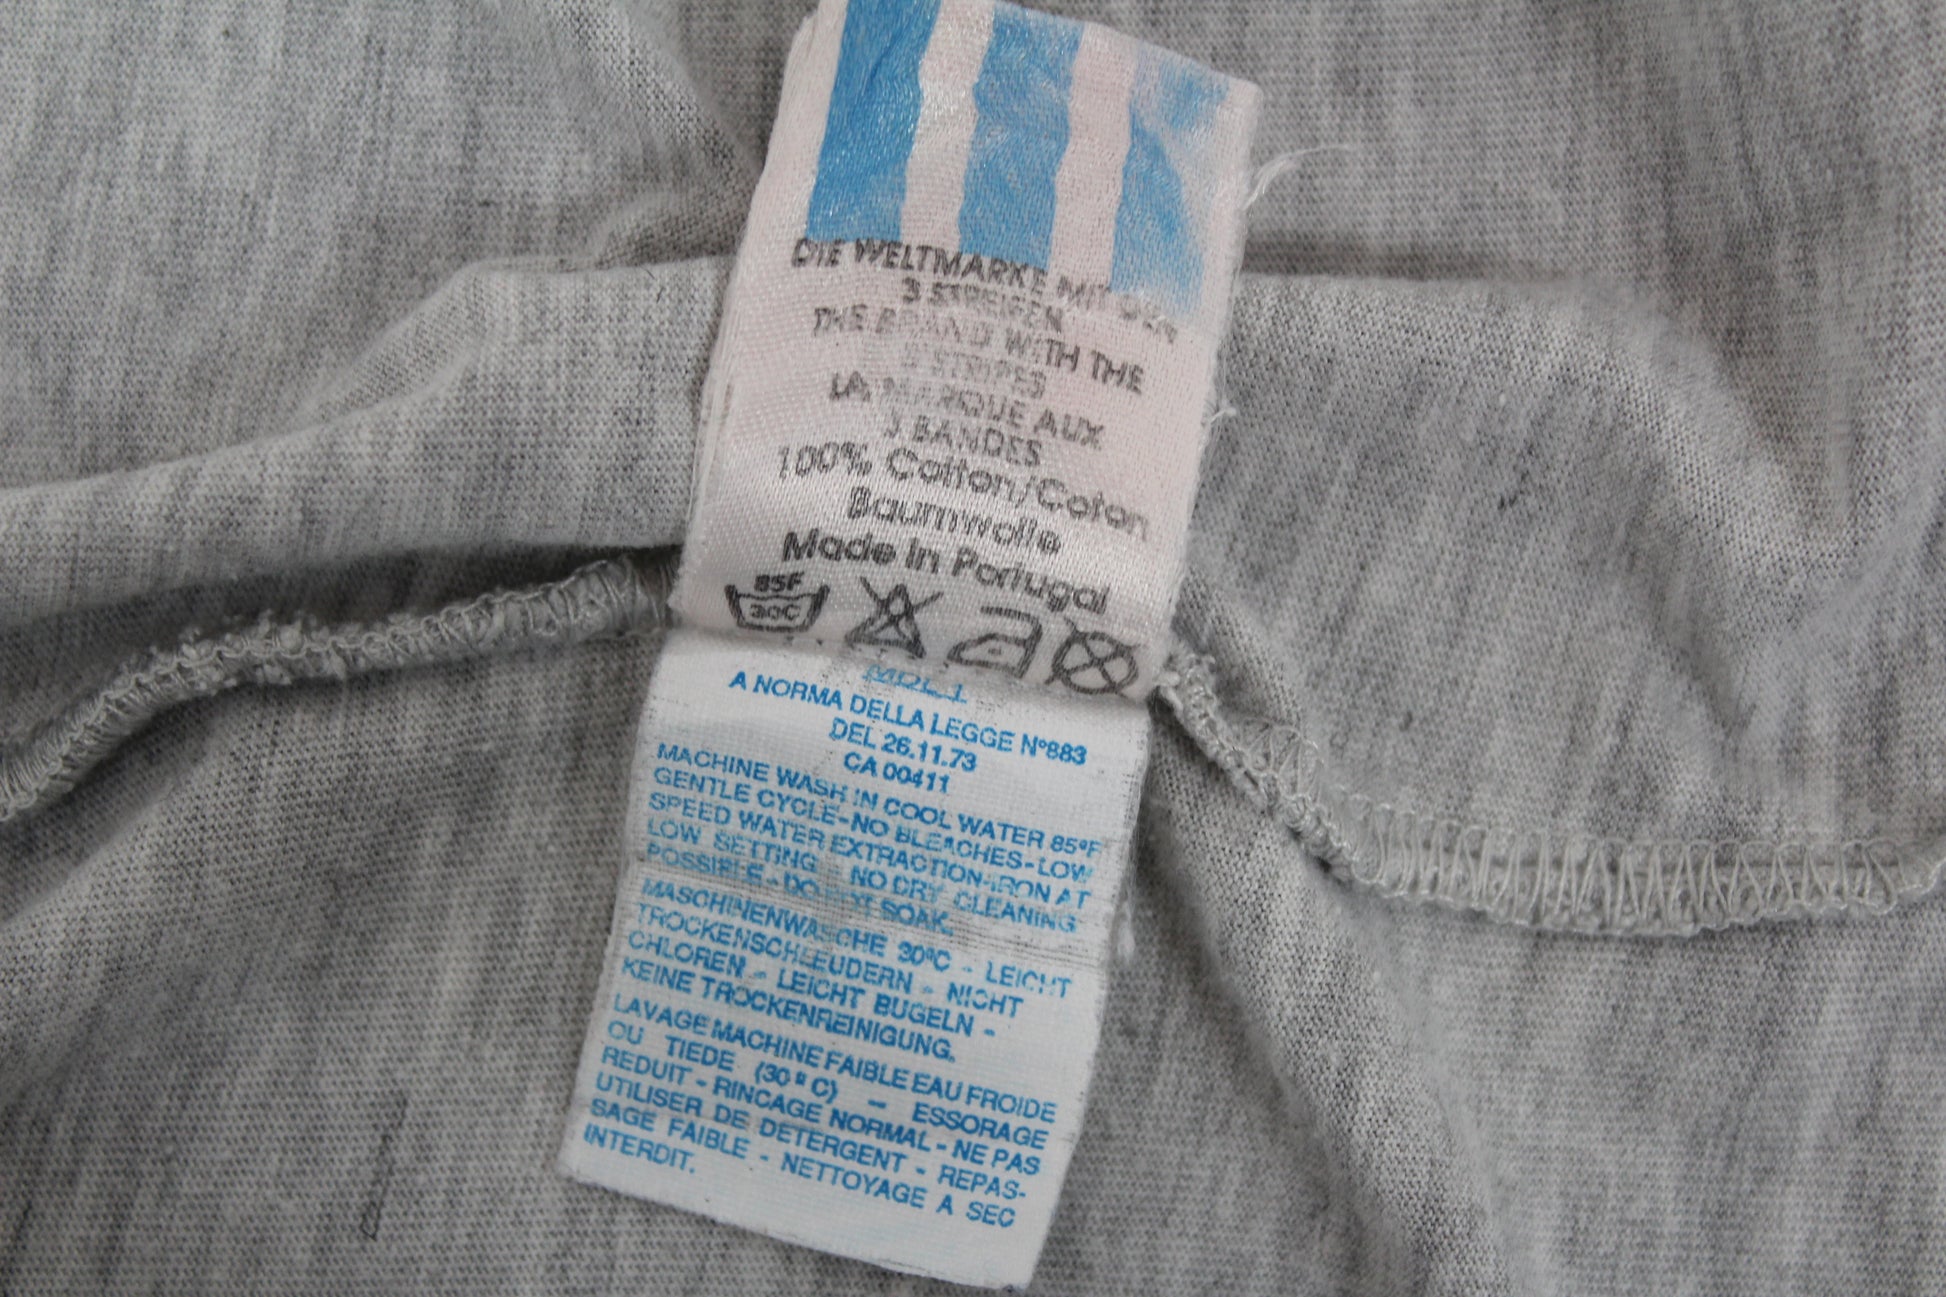 DIE WELTMARKE MIT DER
3 STREIFEN
THE BRAND WITH THE
3 STRIPES
LA MARQUE AUX
3 BANDES
100% Cotton/Coton
Baumwolle
Made in Portugal
85F
30C
A NORMA DELLA LEGGE N°883
DEL 26.11.73
CA 00411
MACHINE WASH IN COOL WATER 85°F
GENTLE CYCLE-NO BLEACHES-LOW
SPEED WATER EXTRACTION-IRON AT
LOW SETTING NO DRY CLEANING
POSSIBLE-DO NOT SOAK.
MASCHINENWASCHE 30°C - LEICHT
TROCKENSCHLEUDERN - NICHT
CHLOREN - LEICHT BUGELN -
KEINE TROCKENREINIGUNG.
LAVAGE MACHINE FAIBLE EAU FROIDE
OU TIEDE (30°C) - ESSORAGE
REDUIT - RINCAGE NORMAL - NE PAS
UTILISER DE DETERGENT - REPAS-
SAGE FAIBLE - NETTOYAGE A SEC
INTERDIT.